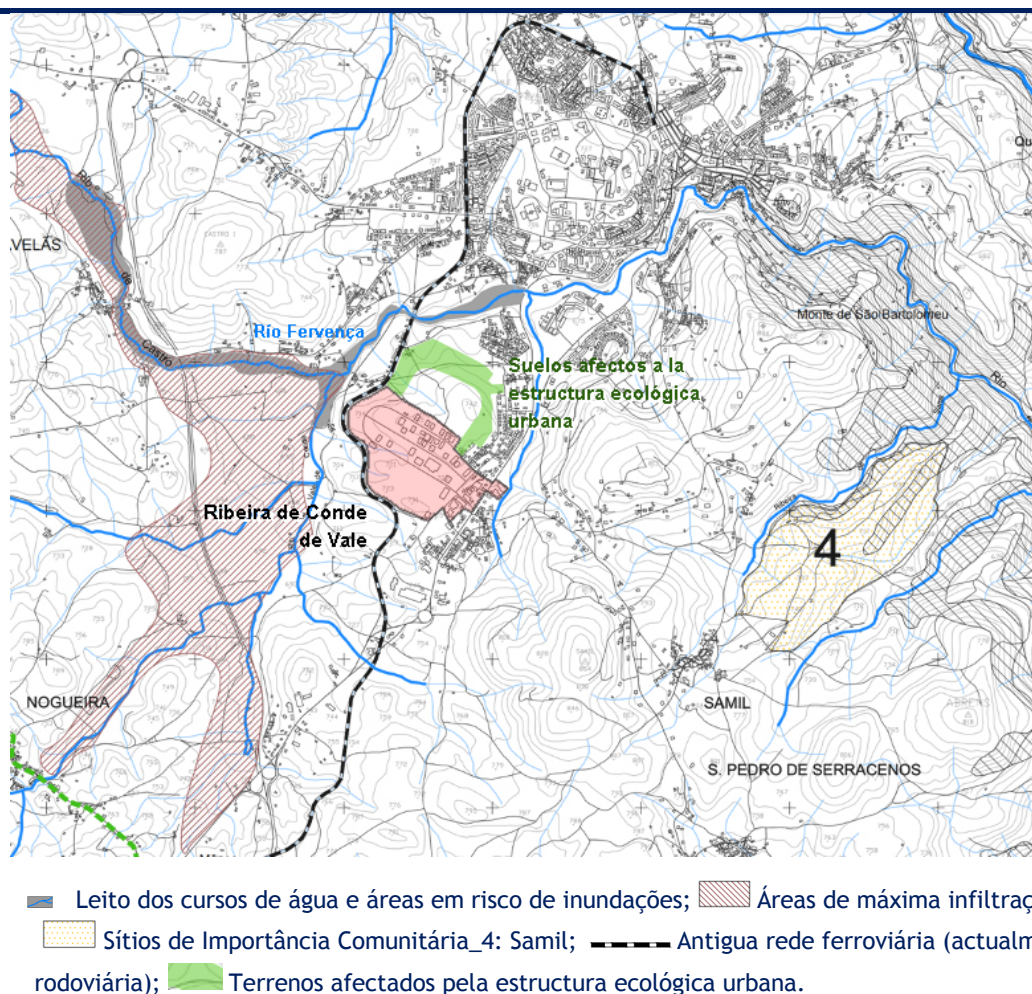 Qu
VELÃS
CASTRO I
Rio
de
Castro
Río Fervença
Monte de São Bartolomeu
Suelos afectos a la
estructura ecológica
urbana
Rio
Ribeira
Ribeira de Conde
de Vale
4
NOGUEIRA
SAMIL
S. PEDRO DE SERRACENOS
Leito dos cursos de água e áreas em risco de inundações; Áreas de máxima infiltraç
Sítios de Importância Comunitária_4: Samil; Antigua rede ferroviária (actualm
rodoviária); Terrenos afectados pela estructura ecológica urbana.